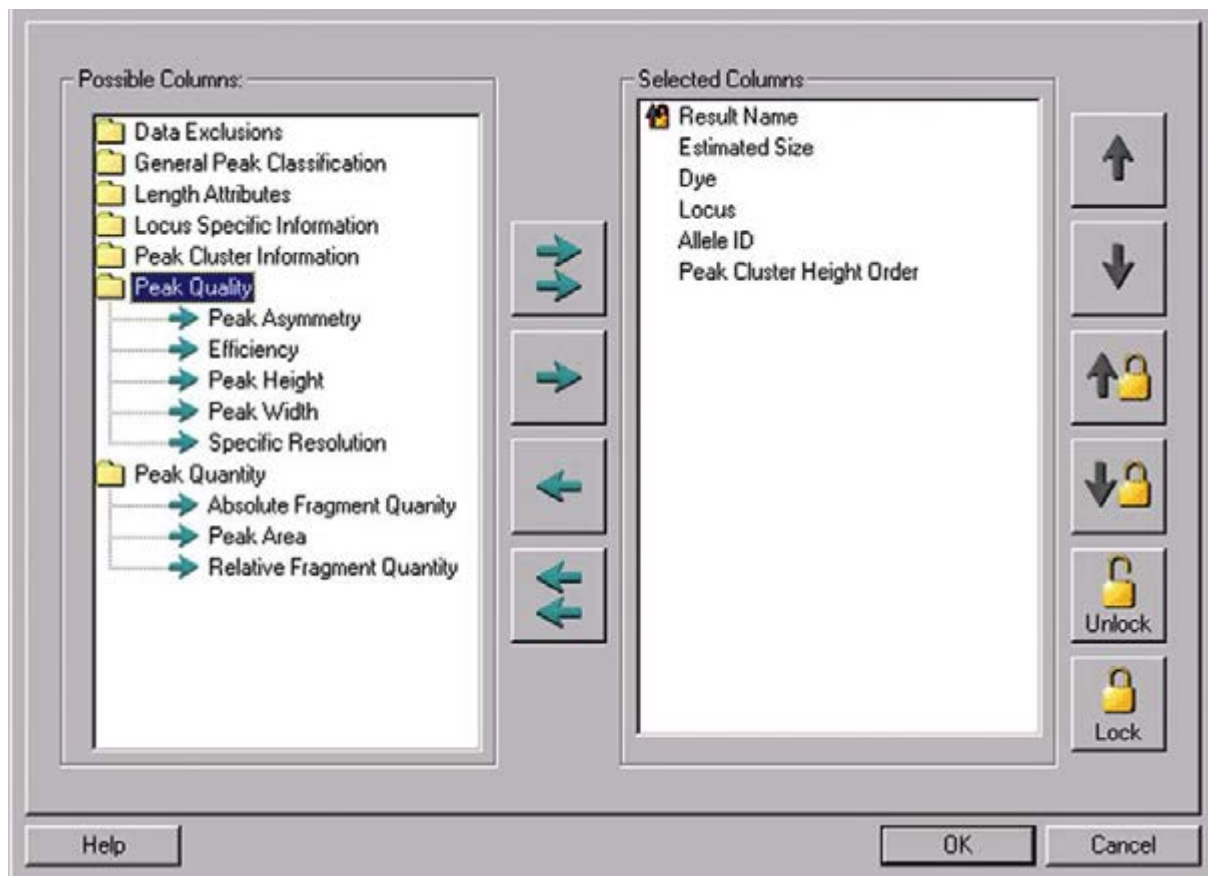 Possible Columns:
Data Exclusions
General Peak Classification
Length Attributes
Locus Specific Information
Peak Cluster Information
Peak Quality
Peak Asymmetry
Efficiency
Peak Height
Peak Width
Specific Resolution
Peak Quantity
Absolute Fragment Quanity
Peak Area
Relative Fragment Quantity
Selected Columns
Result Name
Estimated Size
Dye
Locus
Allele ID
Peak Cluster Height Order
Unlock
Lock
Help
OK
Cancel